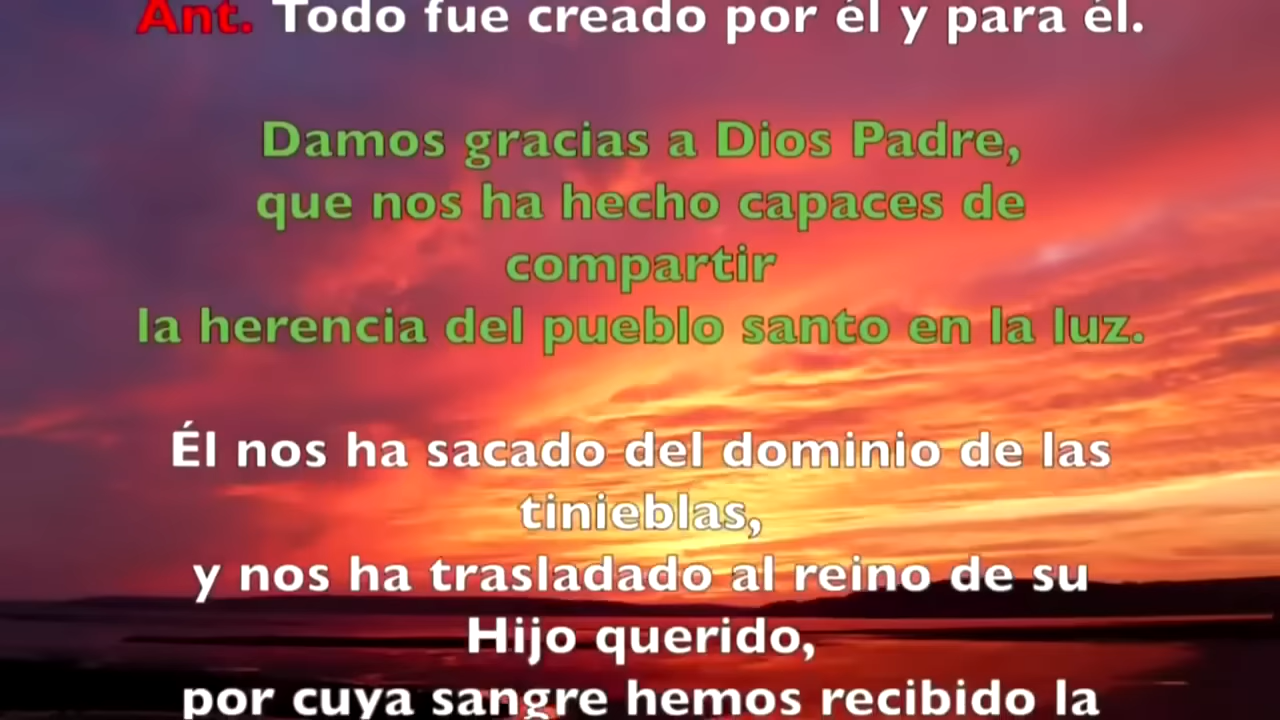 Ant. Todo fue creado por él y para él.
Damos gracias a Dios Padre,
que nos ha hecho capaces de
compartir
la herencia del pueblo santo en la luz.
Él nos ha sacado del dominio de las
tinieblas,
y nos ha trasladado al reino de su
Hijo querido,
por cuya sangre hemos recibido la